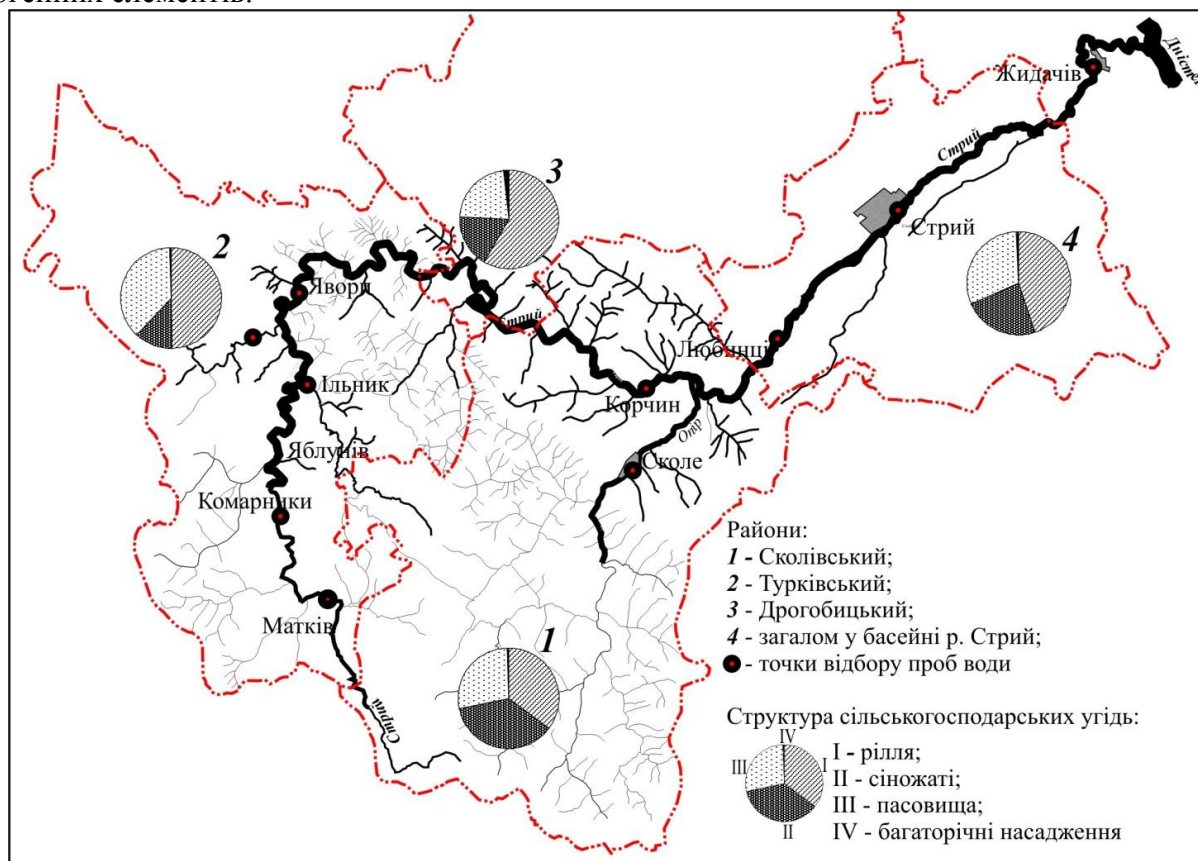 Дністер
Жидачів
Стрий
3
2
4
Стрий
Явори
Стрий
Любинці
Ільник
Корчин
Опір
Яблунів
Сколе
Комарники
Матків
1
Стрий
Райони:
1 - Сколівський;
2 - Турківський;
3 - Дрогобицький;
4 - загалом у басейні р. Стрий;
- точки відбору проб води
Структура сільськогосподарських угідь:
IV
III
I
II
I - рілля;
II - сіножаті;
III - пасовища;
IV - багаторічні насадження